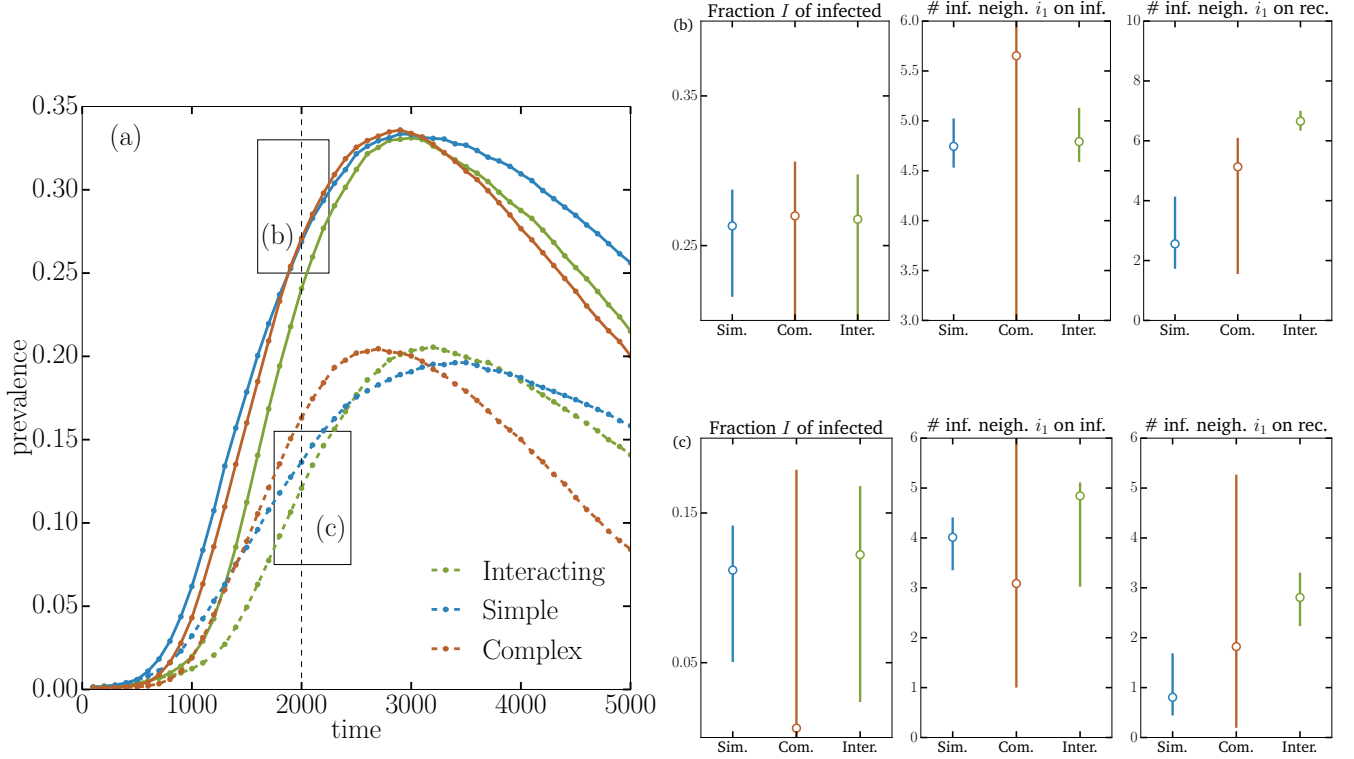 (a)
0.35
0.30
0.25
0.20
0.15
0.10
0.05
0.00
prevalence
(b)
(c)
Interacting
Simple
Complex
0 1000 2000 3000 4000 5000
time
(b)
Fraction I of infected
0.35
0.25
Sim. Com. Inter.
# inf. neigh. i₁ on inf.
6.0
5.5
5.0
4.5
4.0
3.5
3.0
Sim. Com. Inter.
# inf. neigh. i₁ on rec.
10
8
6
4
2
0
Sim. Com. Inter.
(c)
Fraction I of infected
0.15
0.05
Sim. Com. Inter.
# inf. neigh. i₁ on inf.
6
5
4
3
2
1
0
Sim. Com. Inter.
# inf. neigh. i₁ on rec.
6
5
4
3
2
1
0
Sim. Com. Inter.